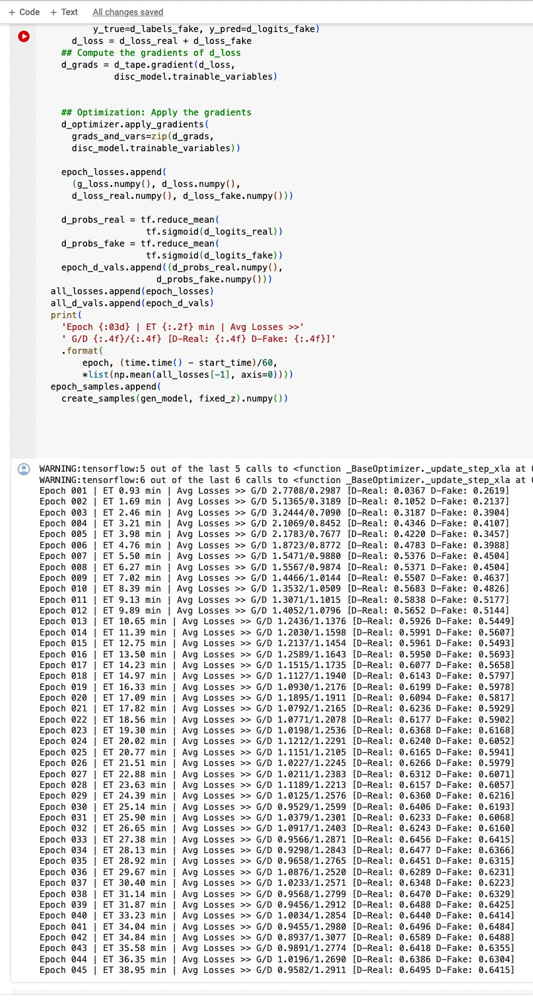 + Code + Text All changes saved
y_true=d_labels_fake, y_pred=d_logits_fake)
d_loss = d_loss_real + d_loss_fake
## Compute the gradients of d_loss
d_grads = d_tape.gradient(d_loss,
disc_model.trainable_variables)
## Optimization: Apply the gradients
d_optimizer.apply_gradients(
grads_and_vars=zip(d_grads,
disc_model.trainable_variables))
epoch_losses.append(
(g_loss.numpy(), d_loss.numpy(),
d_loss_real.numpy(), d_loss_fake.numpy()))
d_probs_real = tf.reduce_mean(
tf.sigmoid(d_logits_real))
d_probs_fake = tf.reduce_mean(
tf.sigmoid(d_logits_fake))
epoch_d_vals.append((d_probs_real.numpy(),
d_probs_fake.numpy()))
all_losses.append(epoch_losses)
all_d_vals.append(epoch_d_vals)
print(
'Epoch {:03d} | ET {:.2f} min | Avg Losses >>'
' G/D {:.4f}/{:.4f} [D-Real: {:.4f} D-Fake: {:.4f}]'
.format(
epoch, (time.time() - start_time)/60,
*list(np.mean(all_losses[-1], axis=0))))
epoch_samples.append(
create_samples(gen_model, fixed_z).numpy())
WARNING:tensorflow:5 out of the last 5 calls to <function _BaseOptimizer._update_step_xla at
WARNING:tensorflow:6 out of the last 6 calls to <function _BaseOptimizer._update_step_xla at
Epoch 001 | ET 0.93 min | Avg Losses >> G/D 2.7708/0.2987 [D-Real: 0.0367 D-Fake: 0.2619]
Epoch 002 | ET 1.69 min | Avg Losses >> G/D 5.1365/0.3189 [D-Real: 0.1052 D-Fake: 0.2137]
Epoch 003 | ET 2.46 min | Avg Losses >> G/D 3.2444/0.7090 [D-Real: 0.3187 D-Fake: 0.3904]
Epoch 004 | ET 3.21 min | Avg Losses >> G/D 2.1069/0.8452 [D-Real: 0.4346 D-Fake: 0.4107]
Epoch 005 | ET 3.98 min | Avg Losses >> G/D 2.1783/0.7677 [D-Real: 0.4220 D-Fake: 0.3457]
Epoch 006 | ET 4.76 min | Avg Losses >> G/D 1.8723/0.8772 [D-Real: 0.4783 D-Fake: 0.3988]
Epoch 007 | ET 5.50 min | Avg Losses >> G/D 1.5471/0.9880 [D-Real: 0.5376 D-Fake: 0.4504]
Epoch 008 | ET 6.27 min | Avg Losses >> G/D 1.5567/0.9874 [D-Real: 0.5371 D-Fake: 0.4504]
Epoch 009 | ET 7.02 min | Avg Losses >> G/D 1.4466/1.0144 [D-Real: 0.5507 D-Fake: 0.4637]
Epoch 010 | ET 8.39 min | Avg Losses >> G/D 1.3532/1.0509 [D-Real: 0.5683 D-Fake: 0.4826]
Epoch 011 | ET 9.13 min | Avg Losses >> G/D 1.3071/1.1015 [D-Real: 0.5838 D-Fake: 0.5177]
Epoch 012 | ET 9.89 min | Avg Losses >> G/D 1.4052/1.0796 [D-Real: 0.5652 D-Fake: 0.5144]
Epoch 013 | ET 10.65 min | Avg Losses >> G/D 1.2436/1.1376 [D-Real: 0.5926 D-Fake: 0.5449]
Epoch 014 | ET 11.39 min | Avg Losses >> G/D 1.2030/1.1598 [D-Real: 0.5991 D-Fake: 0.5607]
Epoch 015 | ET 12.75 min | Avg Losses >> G/D 1.2137/1.1454 [D-Real: 0.5961 D-Fake: 0.5493]
Epoch 016 | ET 13.50 min | Avg Losses >> G/D 1.2589/1.1643 [D-Real: 0.5950 D-Fake: 0.5693]
Epoch 017 | ET 14.23 min | Avg Losses >> G/D 1.1515/1.1735 [D-Real: 0.6077 D-Fake: 0.5658]
Epoch 018 | ET 14.97 min | Avg Losses >> G/D 1.1127/1.1940 [D-Real: 0.6143 D-Fake: 0.5797]
Epoch 019 | ET 16.33 min | Avg Losses >> G/D 1.0930/1.2176 [D-Real: 0.6199 D-Fake: 0.5978]
Epoch 020 | ET 17.09 min | Avg Losses >> G/D 1.1895/1.1911 [D-Real: 0.6094 D-Fake: 0.5817]
Epoch 021 | ET 17.82 min | Avg Losses >> G/D 1.0792/1.2165 [D-Real: 0.6236 D-Fake: 0.5929]
Epoch 022 | ET 18.56 min | Avg Losses >> G/D 1.0771/1.2078 [D-Real: 0.6177 D-Fake: 0.5902]
Epoch 023 | ET 19.30 min | Avg Losses >> G/D 1.0198/1.2536 [D-Real: 0.6368 D-Fake: 0.6168]
Epoch 024 | ET 20.02 min | Avg Losses >> G/D 1.1212/1.2291 [D-Real: 0.6240 D-Fake: 0.6052]
Epoch 025 | ET 20.77 min | Avg Losses >> G/D 1.1151/1.2105 [D-Real: 0.6165 D-Fake: 0.5941]
Epoch 026 | ET 21.51 min | Avg Losses >> G/D 1.0227/1.2245 [D-Real: 0.6266 D-Fake: 0.5979]
Epoch 027 | ET 22.88 min | Avg Losses >> G/D 1.0211/1.2383 [D-Real: 0.6312 D-Fake: 0.6071]
Epoch 028 | ET 23.63 min | Avg Losses >> G/D 1.1189/1.2213 [D-Real: 0.6157 D-Fake: 0.6057]
Epoch 029 | ET 24.39 min | Avg Losses >> G/D 1.0125/1.2576 [D-Real: 0.6360 D-Fake: 0.6216]
Epoch 030 | ET 25.14 min | Avg Losses >> G/D 0.9529/1.2599 [D-Real: 0.6406 D-Fake: 0.6193]
Epoch 031 | ET 25.90 min | Avg Losses >> G/D 1.0379/1.2301 [D-Real: 0.6233 D-Fake: 0.6068]
Epoch 032 | ET 26.65 min | Avg Losses >> G/D 1.0917/1.2403 [D-Real: 0.6243 D-Fake: 0.6160]
Epoch 033 | ET 27.38 min | Avg Losses >> G/D 0.9566/1.2871 [D-Real: 0.6456 D-Fake: 0.6415]
Epoch 034 | ET 28.13 min | Avg Losses >> G/D 0.9298/1.2843 [D-Real: 0.6477 D-Fake: 0.6366]
Epoch 035 | ET 28.92 min | Avg Losses >> G/D 0.9658/1.2765 [D-Real: 0.6451 D-Fake: 0.6315]
Epoch 036 | ET 29.67 min | Avg Losses >> G/D 1.0876/1.2520 [D-Real: 0.6289 D-Fake: 0.6231]
Epoch 037 | ET 30.40 min | Avg Losses >> G/D 1.0233/1.2571 [D-Real: 0.6348 D-Fake: 0.6223]
Epoch 038 | ET 31.14 min | Avg Losses >> G/D 0.9568/1.2799 [D-Real: 0.6470 D-Fake: 0.6329]
Epoch 039 | ET 31.87 min | Avg Losses >> G/D 0.9456/1.2912 [D-Real: 0.6488 D-Fake: 0.6425]
Epoch 040 | ET 33.23 min | Avg Losses >> G/D 1.0034/1.2854 [D-Real: 0.6440 D-Fake: 0.6414]
Epoch 041 | ET 34.04 min | Avg Losses >> G/D 0.9455/1.2980 [D-Real: 0.6496 D-Fake: 0.6484]
Epoch 042 | ET 34.84 min | Avg Losses >> G/D 0.8937/1.3077 [D-Real: 0.6589 D-Fake: 0.6488]
Epoch 043 | ET 35.58 min | Avg Losses >> G/D 0.9891/1.2774 [D-Real: 0.6418 D-Fake: 0.6355]
Epoch 044 | ET 36.35 min | Avg Losses >> G/D 1.0196/1.2690 [D-Real: 0.6386 D-Fake: 0.6304]
Epoch 045 | ET 38.95 min | Avg Losses >> G/D 0.9582/1.2911 [D-Real: 0.6495 D-Fake: 0.6415]